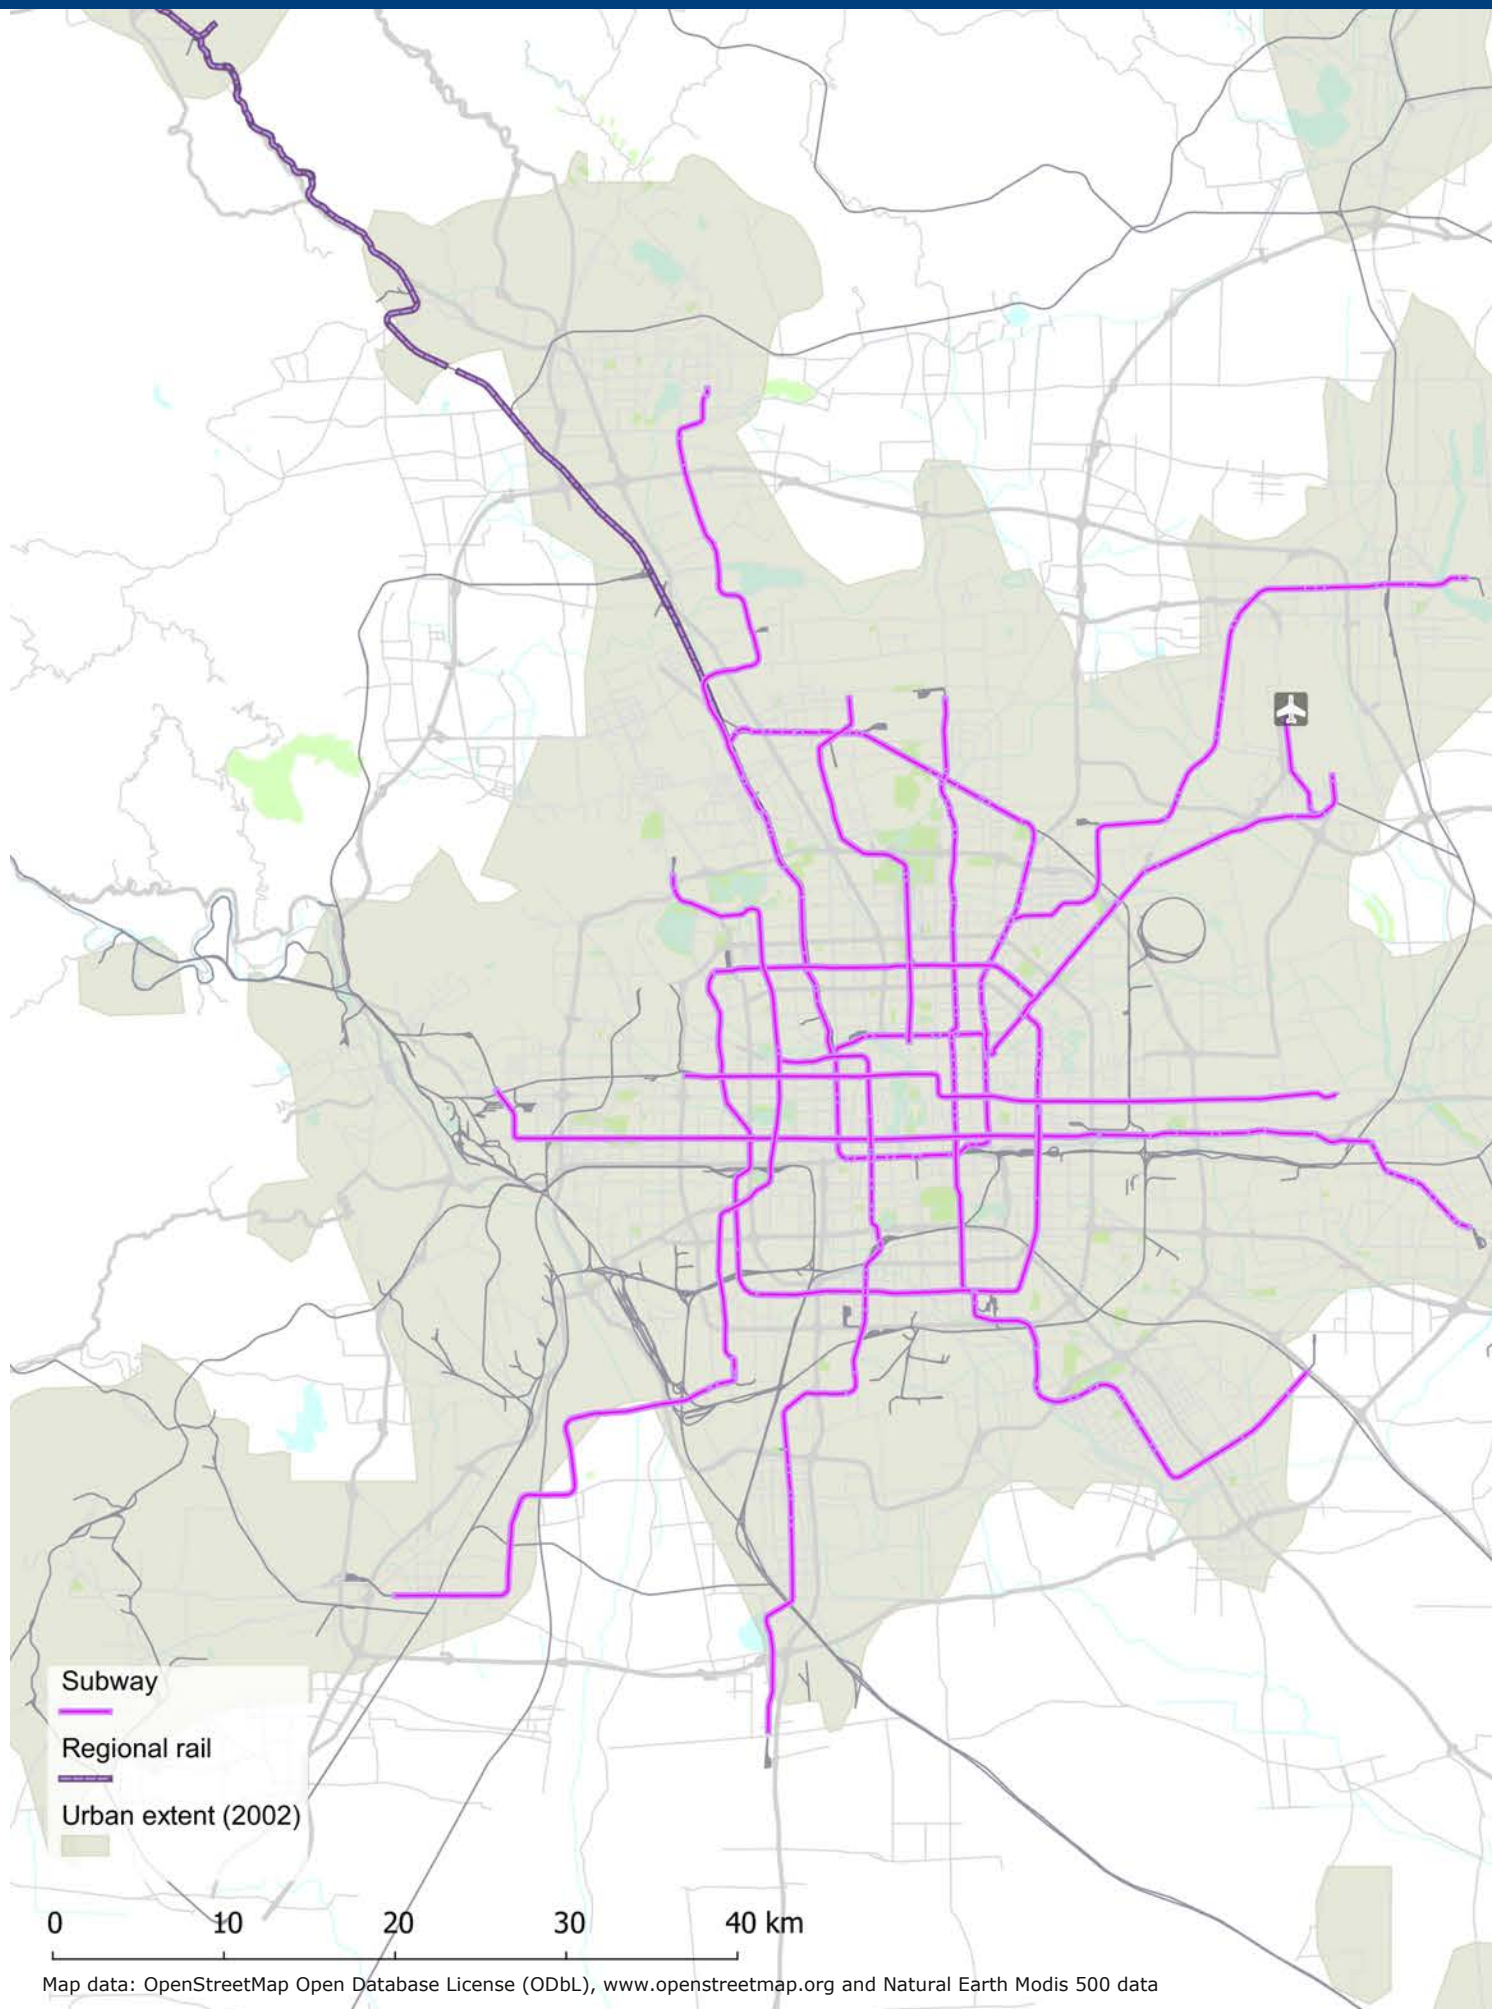 Subway
Regional rail
Urban extent (2002)
0 10 20 30 40 km
Map data: OpenStreetMap Open Database License (ODbL), www.openstreetmap.org and Natural Earth Modis 500 data